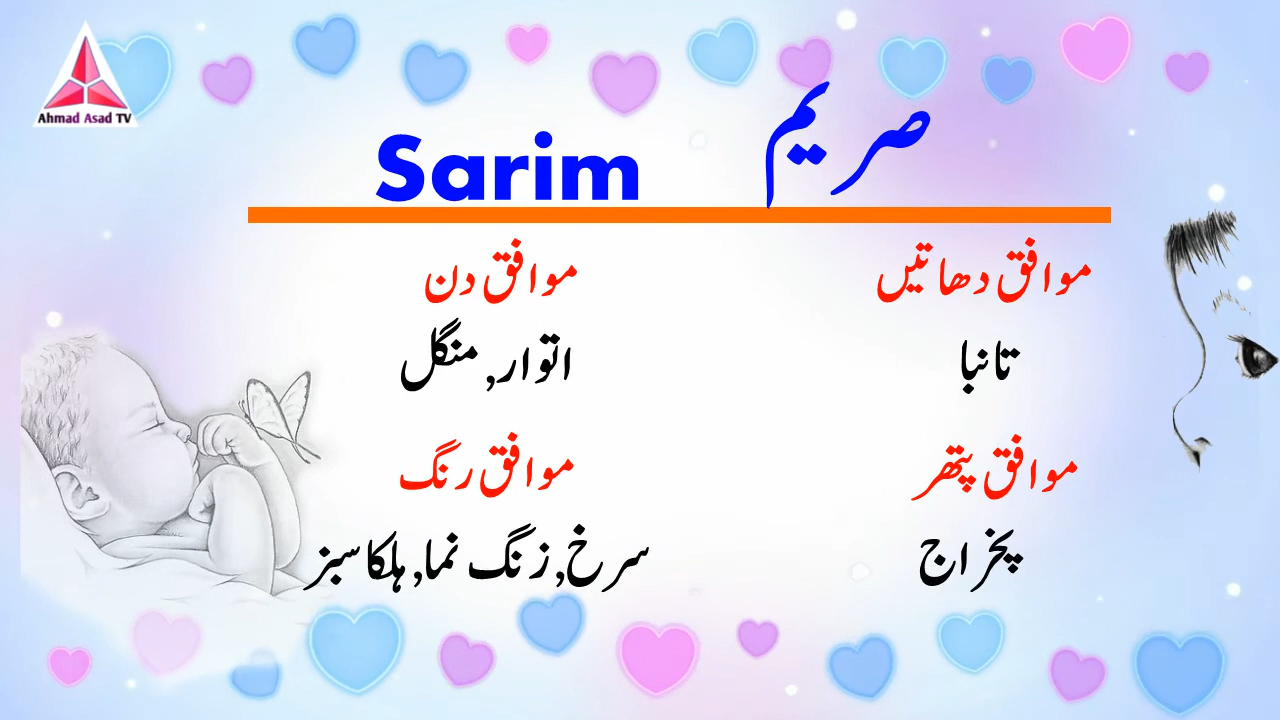 Ahmad Asad TV
Sarim صریم
موافق دھاتیں
موافق دن
تانبا
اتوار, منگل
موافق پتھر
موافق رنگ
پخراج
سرخ, زنگ نما, ہلکا سبز